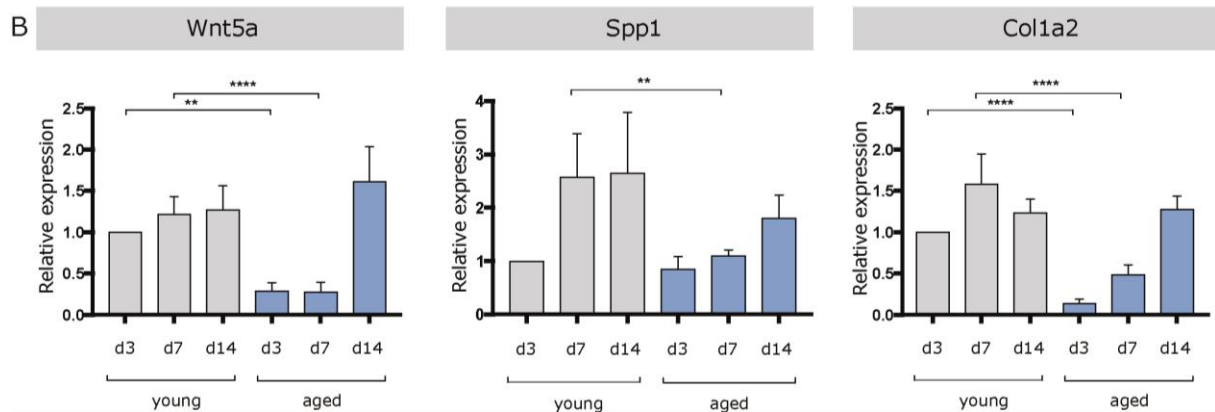 B
Wnt5a
Spp1
Col1a2
****
**
Relative expression
2.5
2.0
1.5
1.0
0.5
0.0
d3 d7 d14 d3 d7 d14
young aged
**
Relative expression
4
3
2
1
0
d3 d7 d14 d3 d7 d14
young aged
****
****
Relative expression
2.5
2.0
1.5
1.0
0.5
0.0
d3 d7 d14 d3 d7 d14
young aged